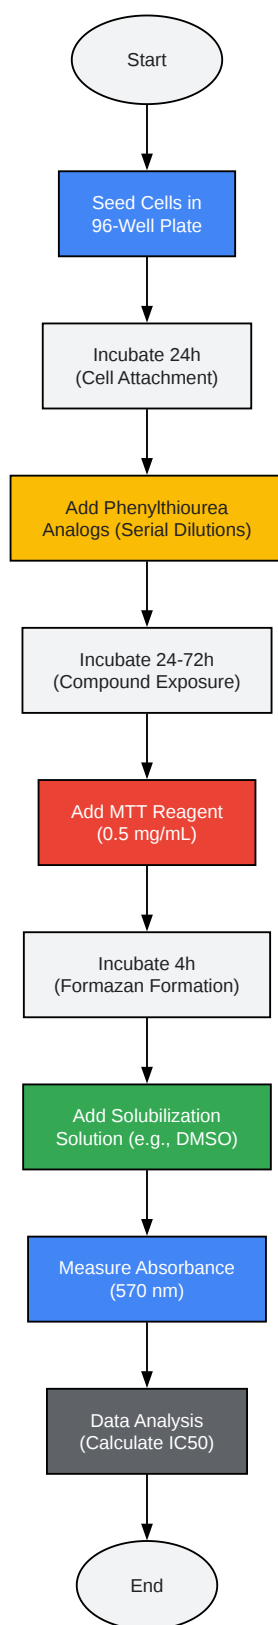 Start
Seed Cells in
96-Well Plate
Incubate 24h
(Cell Attachment)
Add Phenylthiourea
Analogs (Serial Dilutions)
Incubate 24-72h
(Compound Exposure)
Add MTT Reagent
(0.5 mg/mL)
Incubate 4h
(Formazan Formation)
Add Solubilization
Solution (e.g., DMSO)
Measure Absorbance
(570 nm)
Data Analysis
(Calculate IC50)
End